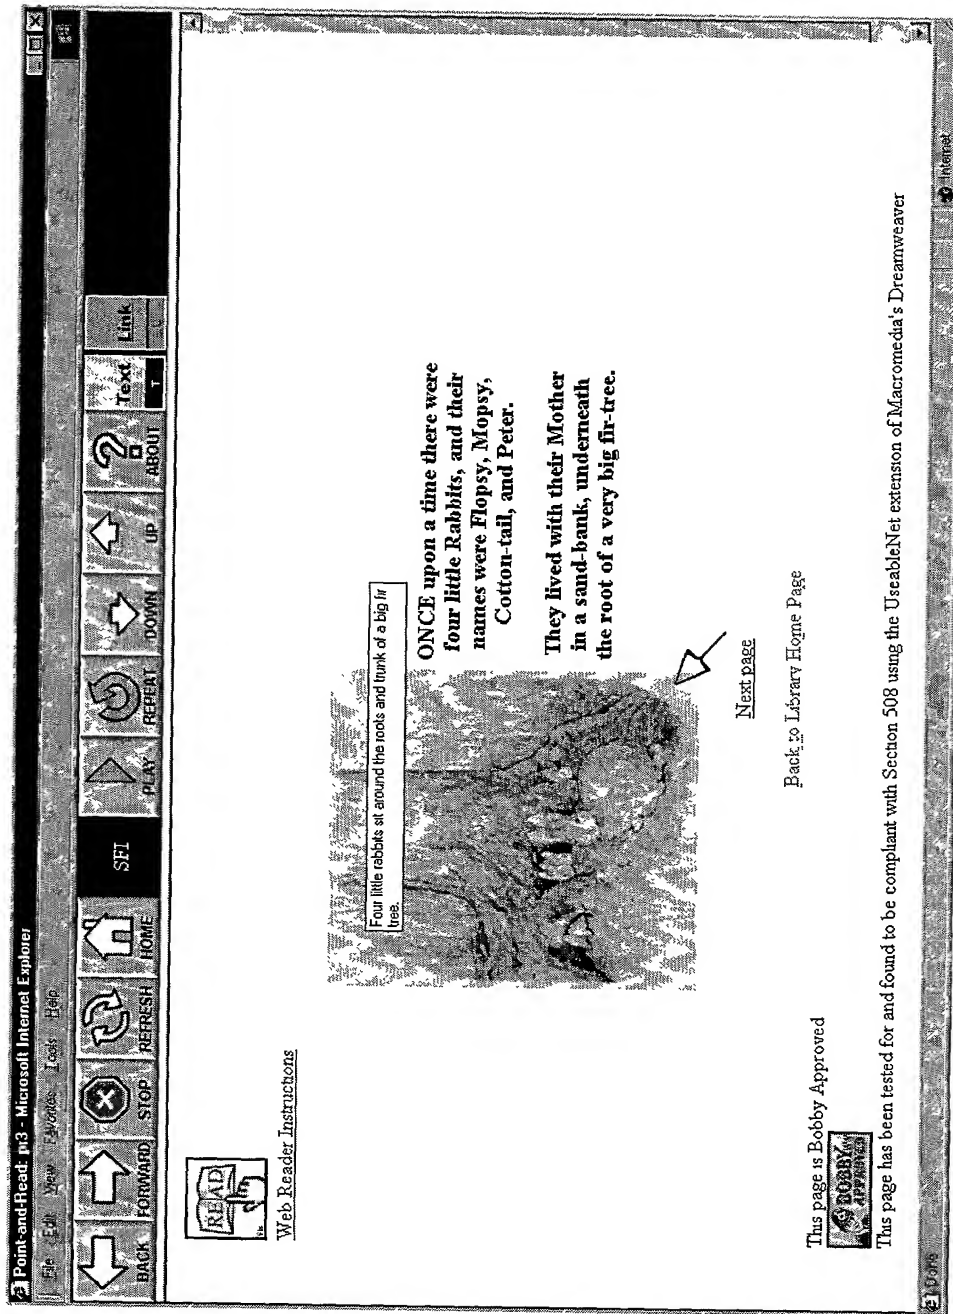 Point-and-Read: pr3 - Microsoft Internet Explorer
File Edit View Favorites Tools Help
BACK FORWARD STOP REFRESH HOME SFI PLAY REPEAT DOWN UP ABOUT Text Link
T
READ
Web Reader Instructions
Four little rabbits sit around the roots and trunk of a big fir
tree.
ONCE upon a time there were
four little Rabbits, and their
names were Flopsy, Mopsy,
Cotton-tail, and Peter.
They lived with their Mother
in a sand-bank, underneath
the root of a very big fir-tree.
Next page
Back to Library Home Page
This page is Bobby Approved
BOBBY
APPROVED
This page has been tested for and found to be compliant with Section 508 using the UseableNet extension of Macromedia's Dreamweaver
Done Internet